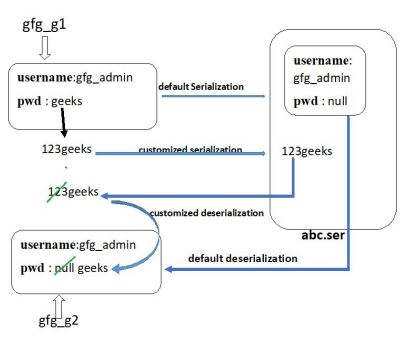 gfg_g1
username:gfg_admin
pwd : geeks
default Serialization
username:
gfg_admin
pwd : null
123geeks
customized serialization
123geeks
123geeks
customized deserialization
abc.ser
username:gfg_admin
pwd : null geeks
default deserialization
gfg_g2